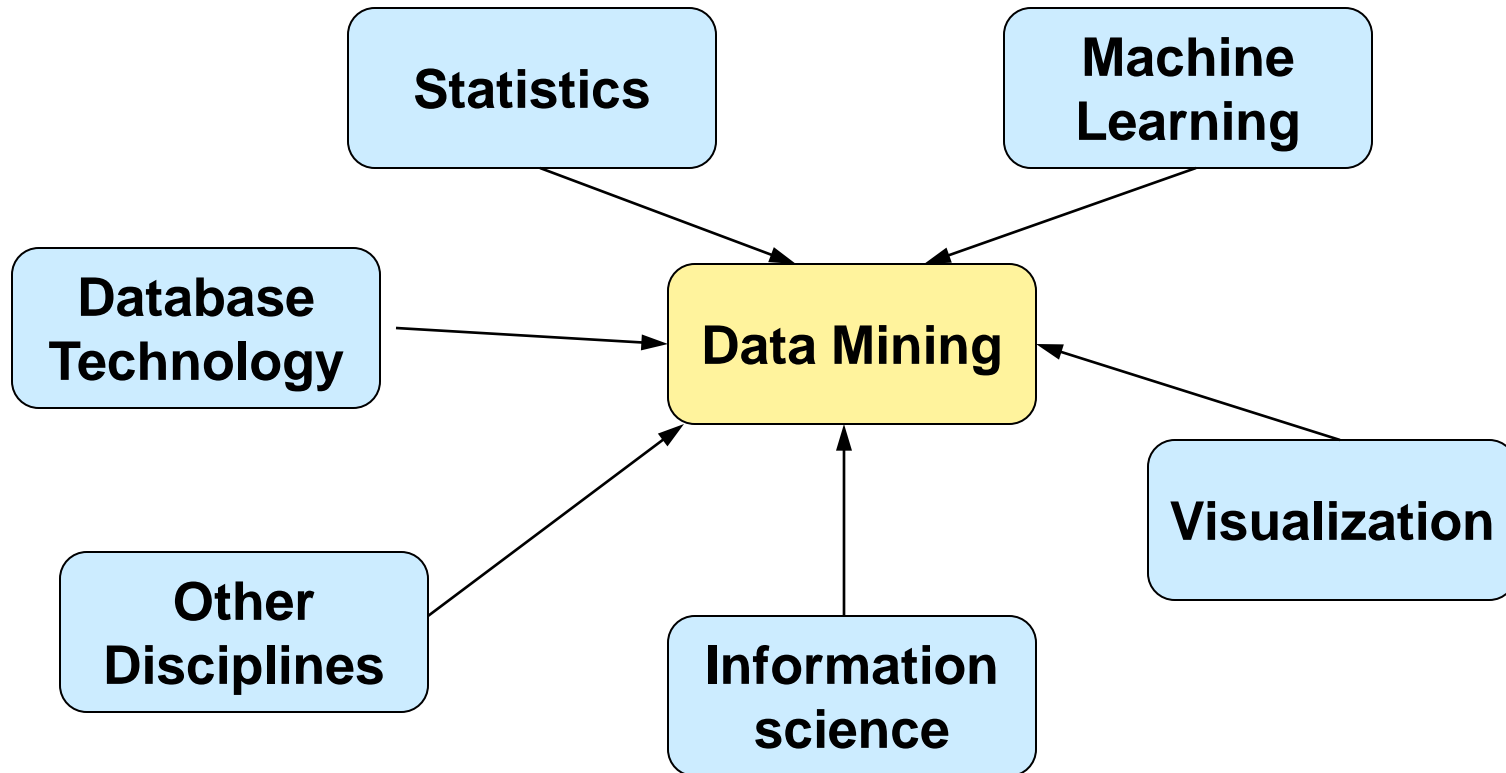 Statistics
Machine
Learning
Database
Technology
Data Mining
Visualization
Other
Disciplines
Information
science